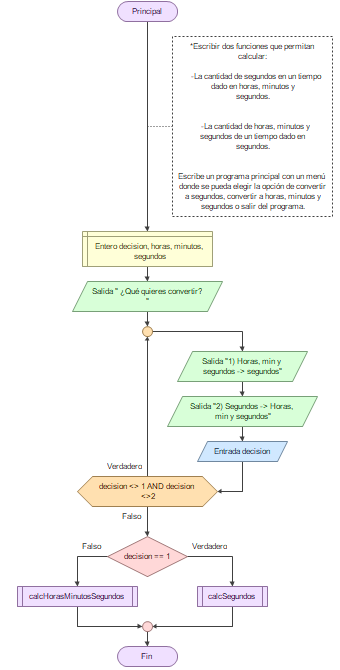 Principal
*Escribir dos funciones que permitan
calcular:
-La cantidad de segundos en un tiempo
dado en horas, minutos y
segundos.
-La cantidad de horas, minutos y
segundos de un tiempo dado en
segundos.
Escribe un programa principal con un menú
donde se pueda elegir la opción de convertir
a segundos, convertir a horas, minutos y
segundos o salir del programa.
Entero decision, horas, minutos,
segundos
Salida " ¿Qué quieres convertir?
"
Salida "1) Horas, min y
segundos -> segundos"
Salida "2) Segundos -> Horas,
min y segundos"
Entrada decision
Verdadero
decision <> 1 AND decision
<>2
Falso
Falso
Verdadero
decision == 1
calcHorasMinutosSegundos
calcSegundos
Fin